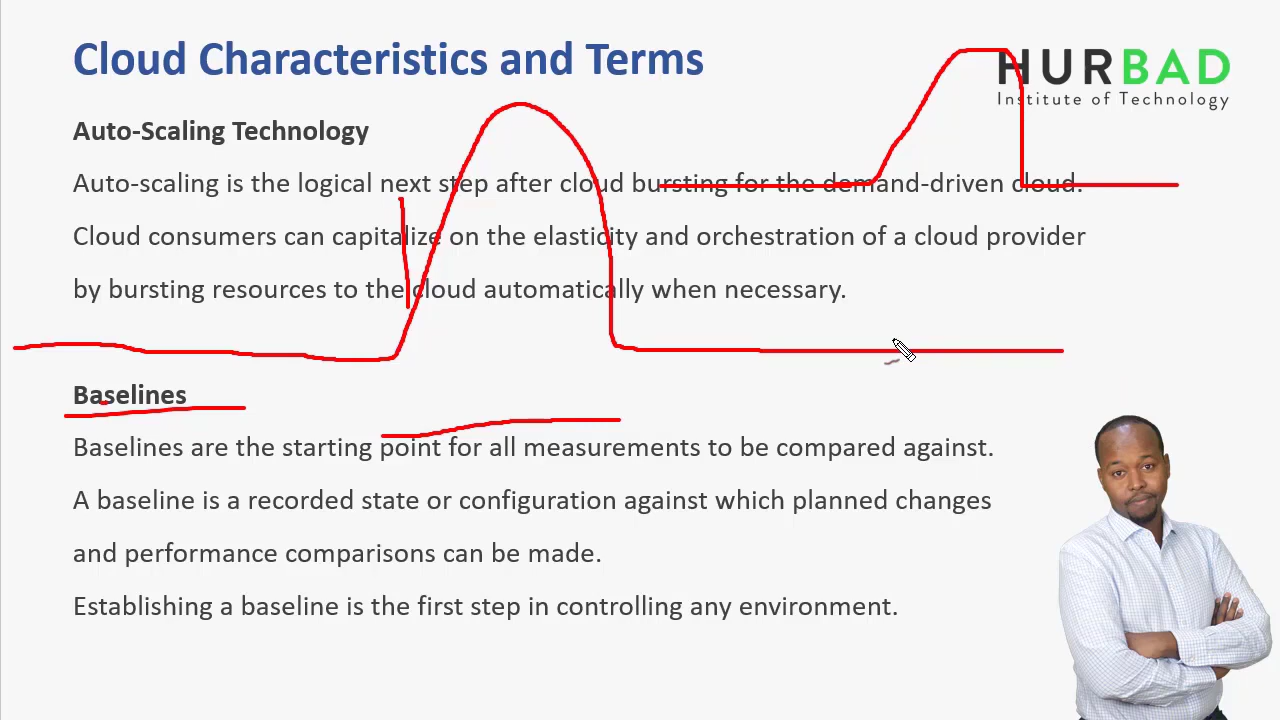 Cloud Characteristics and Terms
HURBAD
Institute of Technology
Auto-Scaling Technology
Auto-scaling is the logical next step after cloud bursting for the demand-driven cloud.
Cloud consumers can capitalize on the elasticity and orchestration of a cloud provider
by bursting resources to the cloud automatically when necessary.
Baselines
Baselines are the starting point for all measurements to be compared against.
A baseline is a recorded state or configuration against which planned changes
and performance comparisons can be made.
Establishing a baseline is the first step in controlling any environment.